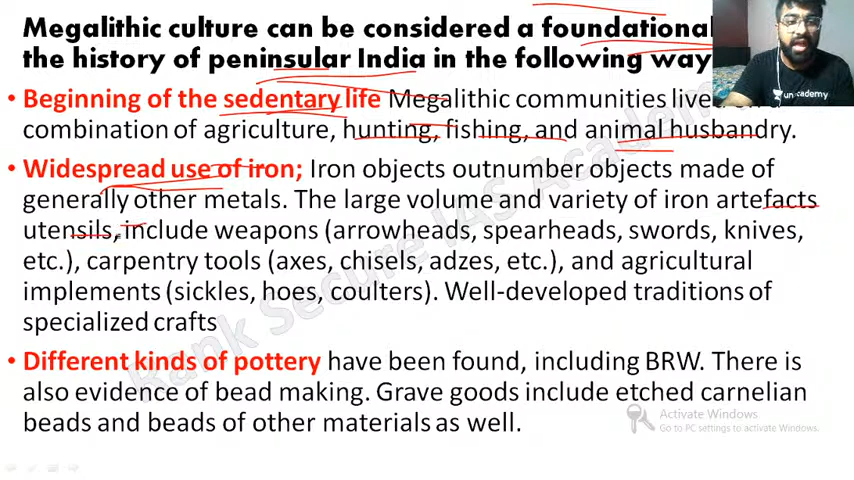 Megalithic culture can be considered a foundational
the history of peninsular India in the following way
• Beginning of the sedentary life Megalithic communities lived on
combination of agriculture, hunting, fishing, and animal husbandry.
• Widespread use of iron; Iron objects outnumber objects made of
generally other metals. The large volume and variety of iron artefacts
utensils, include weapons (arrowheads, spearheads, swords, knives,
etc.), carpentry tools (axes, chisels, adzes, etc.), and agricultural
implements (sickles, hoes, coulters). Well-developed traditions of
specialized crafts
• Different kinds of pottery have been found, including BRW. There is
also evidence of bead making. Grave goods include etched carnelian
beads and beads of other materials as well.
Rank Secure IAS Academy
unacademy
Activate Windows
Go to PC settings to activate Windows.